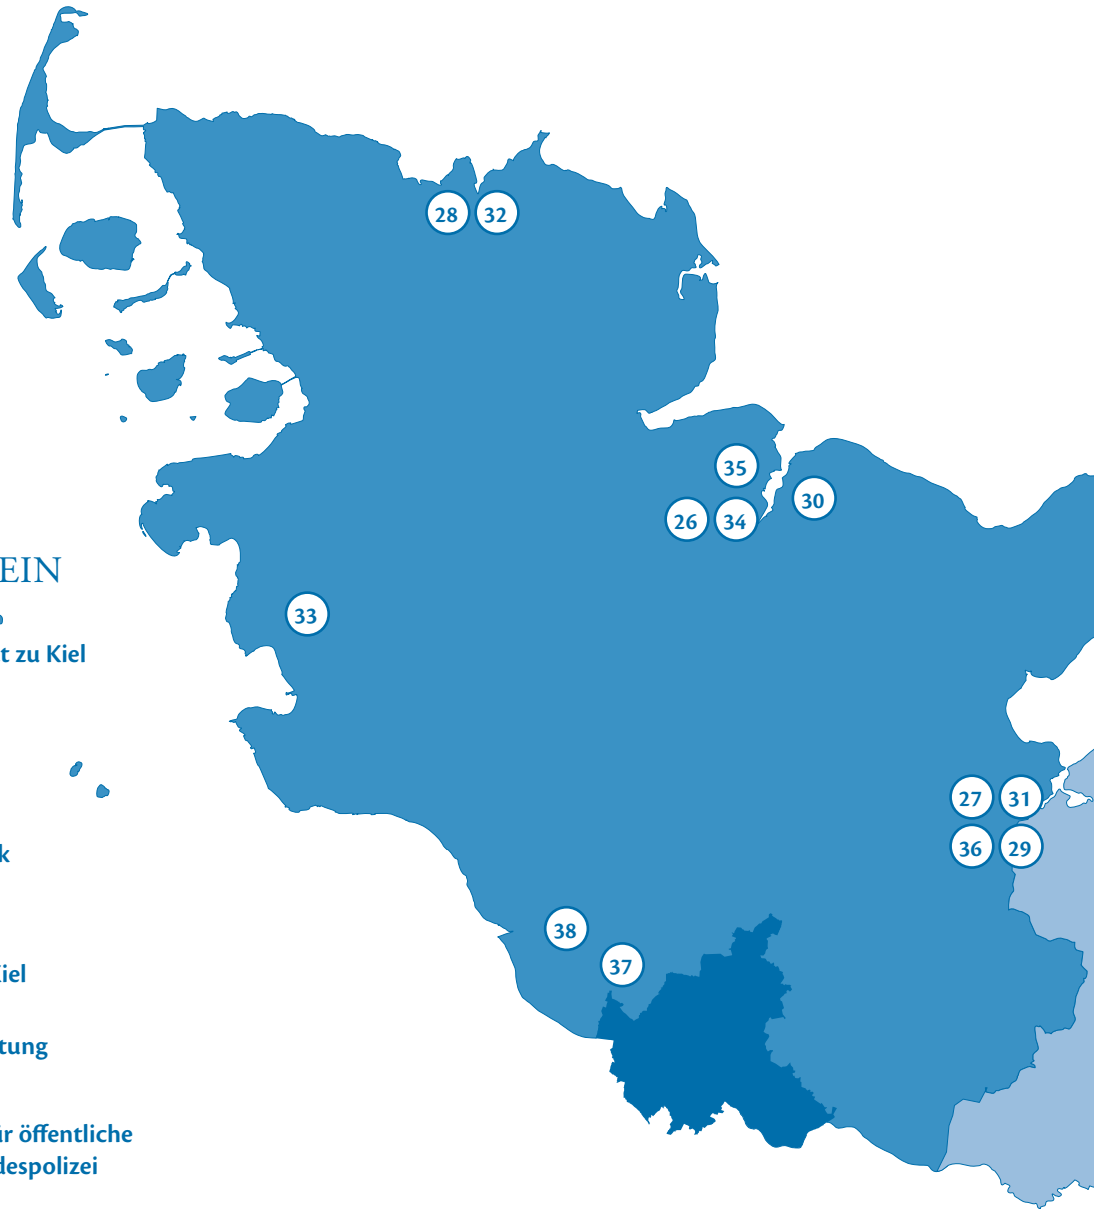 28 32
35
30
26 34
EIN
33
t zu Kiel
27 31
36 29
k
38
37
iel
tung
r öffentliche
despolizei